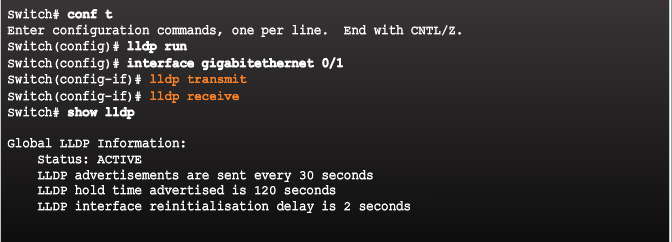 Switch# conf t
Enter configuration commands, one per line.  End with CNTL/Z.
Switch(config)# lldp run
Switch(config)# interface gigabitethernet 0/1
Switch(config-if)# lldp transmit
Switch(config-if)# lldp receive
Switch# show lldp

Global LLDP Information:
    Status: ACTIVE
    LLDP advertisements are sent every 30 seconds
    LLDP hold time advertised is 120 seconds
    LLDP interface reinitialisation delay is 2 seconds